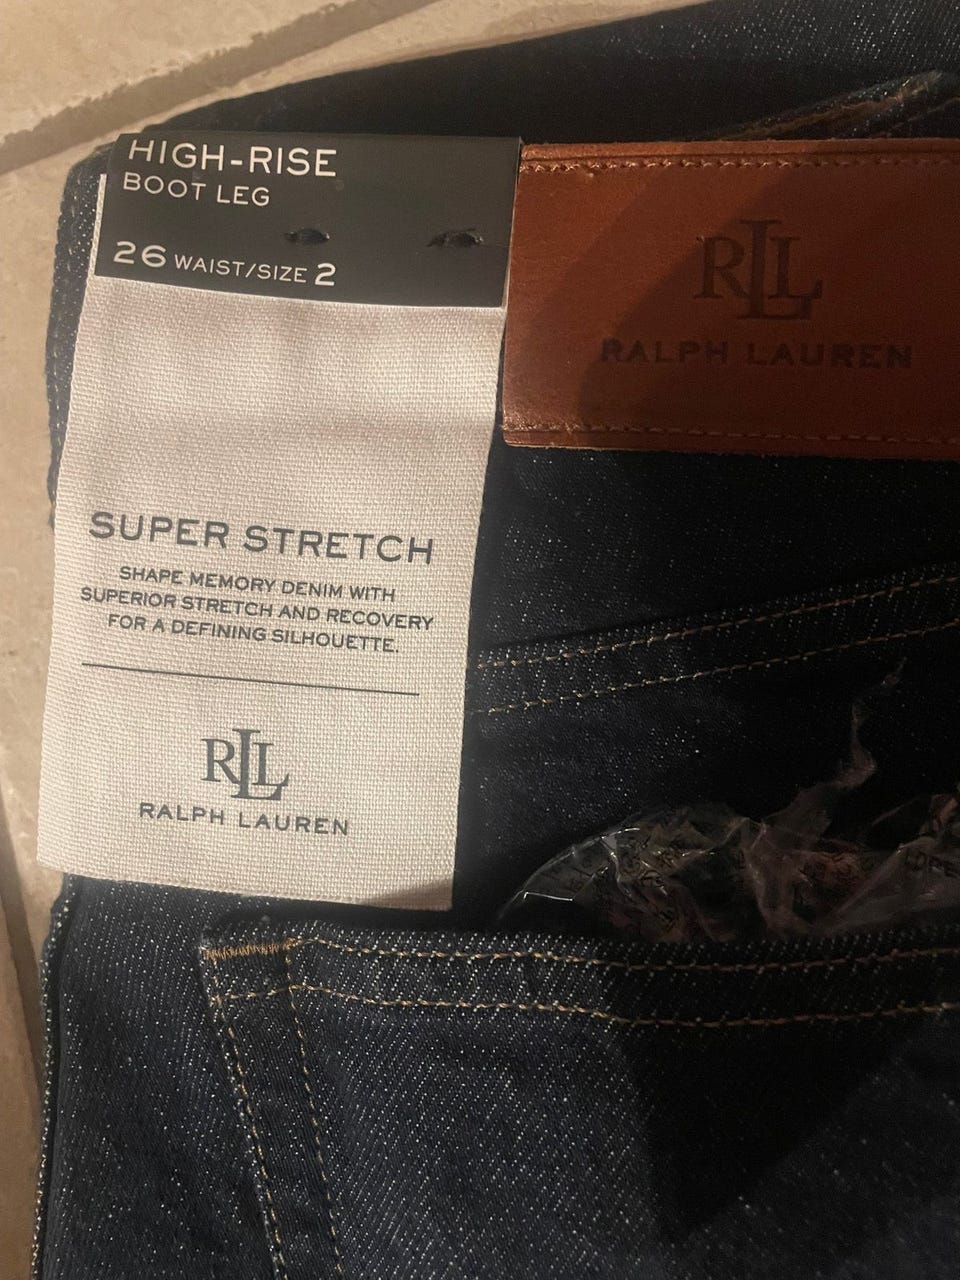 HIGH-RISE
BOOT LEG
26 WAIST/SIZE 2
RLL
RALPH LAUREN
SUPER STRETCH
SHAPE MEMORY DENIM WITH
SUPERIOR STRETCH AND RECOVERY
FOR A DEFINING SILHOUETTE.
RLL
RALPH LAUREN